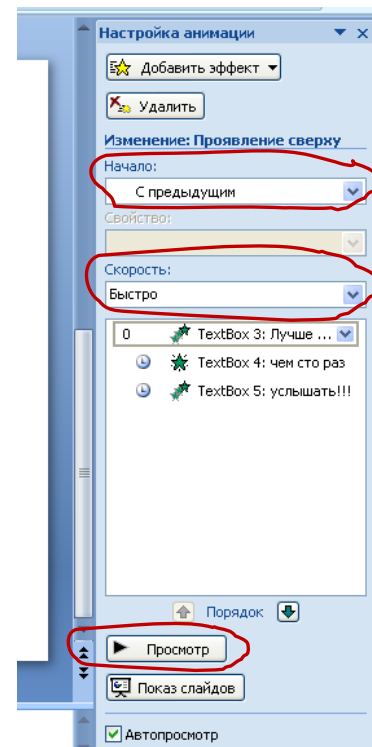 Настройка анимации
Добавить эффект
Удалить
Изменение: Проявление сверху
Начало:
С предыдущим
Свойство:
Скорость:
Быстро
0 TextBox 3: Лучше ...
TextBox 4: чем сто раз
TextBox 5: услышать!!!
Порядок
Просмотр
Показ слайдов
Автопросмотр